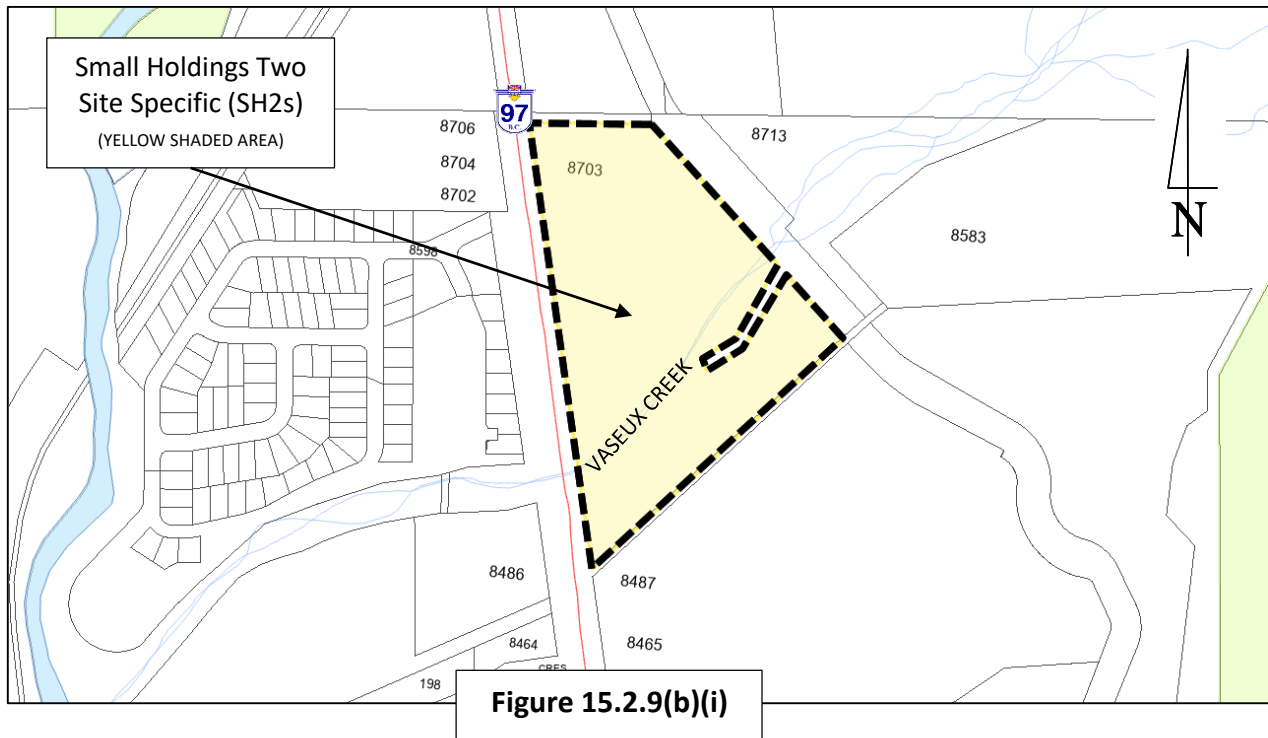 Small Holdings Two
Site Specific (SH2s)
(YELLOW SHADED AREA)
97
B.C.
8706
8704
8702
8703
8713
8598
8583
N
VASEUX CREEK
8486
8487
8464
8465
CRES
198
Figure 15.2.9(b)(i)